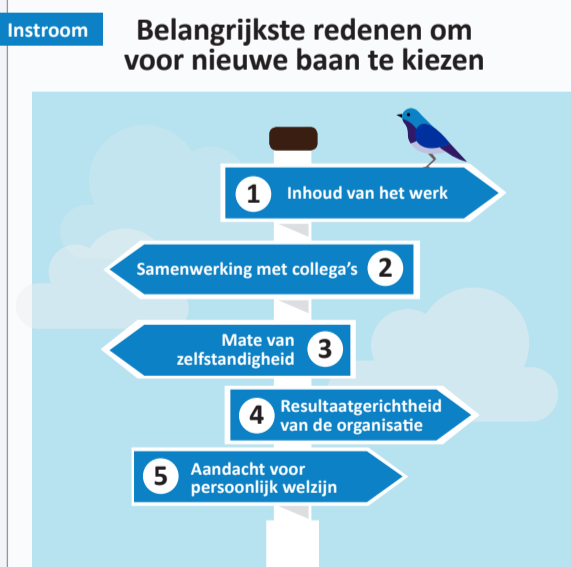 Instroom
Belangrijkste redenen om
voor nieuwe baan te kiezen
1 Inhoud van het werk
Samenwerking met collega's 2
Mate van
zelfstandigheid 3
4 Resultaatgerichtheid
van de organisatie
5 Aandacht voor
persoonlijk welzijn